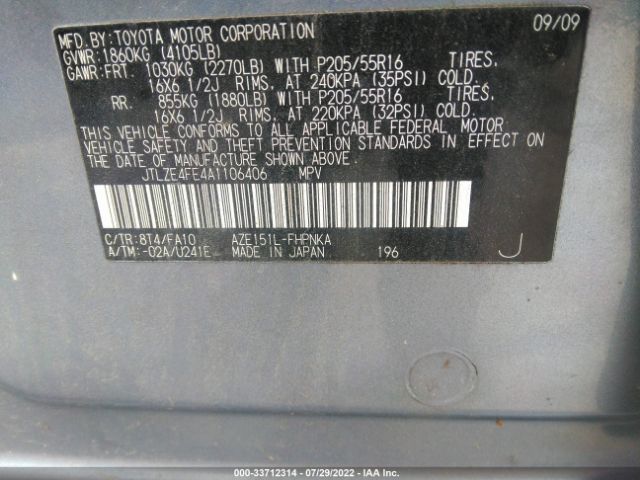 MFD.BY:TOYOTA MOTOR CORPORATION 09/09
GVWR:1860KG (4105LB)
GAWR:FRT. 1030KG (2270LB) WITH P205/55R16 TIRES,
16X6 1/2J RIMS, AT 240KPA (35PSI) COLD.
RR. 855KG (1880LB) WITH P205/55R16 TIRES,
16X6 1/2J RIMS, AT 220KPA (32PSI) COLD.
THIS VEHICLE CONFORMS TO ALL APPLICABLE FEDERAL MOTOR
VEHICLE SAFETY AND THEFT PREVENTION STANDARDS IN EFFECT ON
THE DATE OF MANUFACTURE SHOWN ABOVE.
JTLZE4FE4A1106406 MPV
C/TR:8T4/FA10 AZE151L-FHPNKA
A/TM:-02A/U241E MADE IN JAPAN 196 J
000-33712314 - 07/29/2022 - IAA Inc.